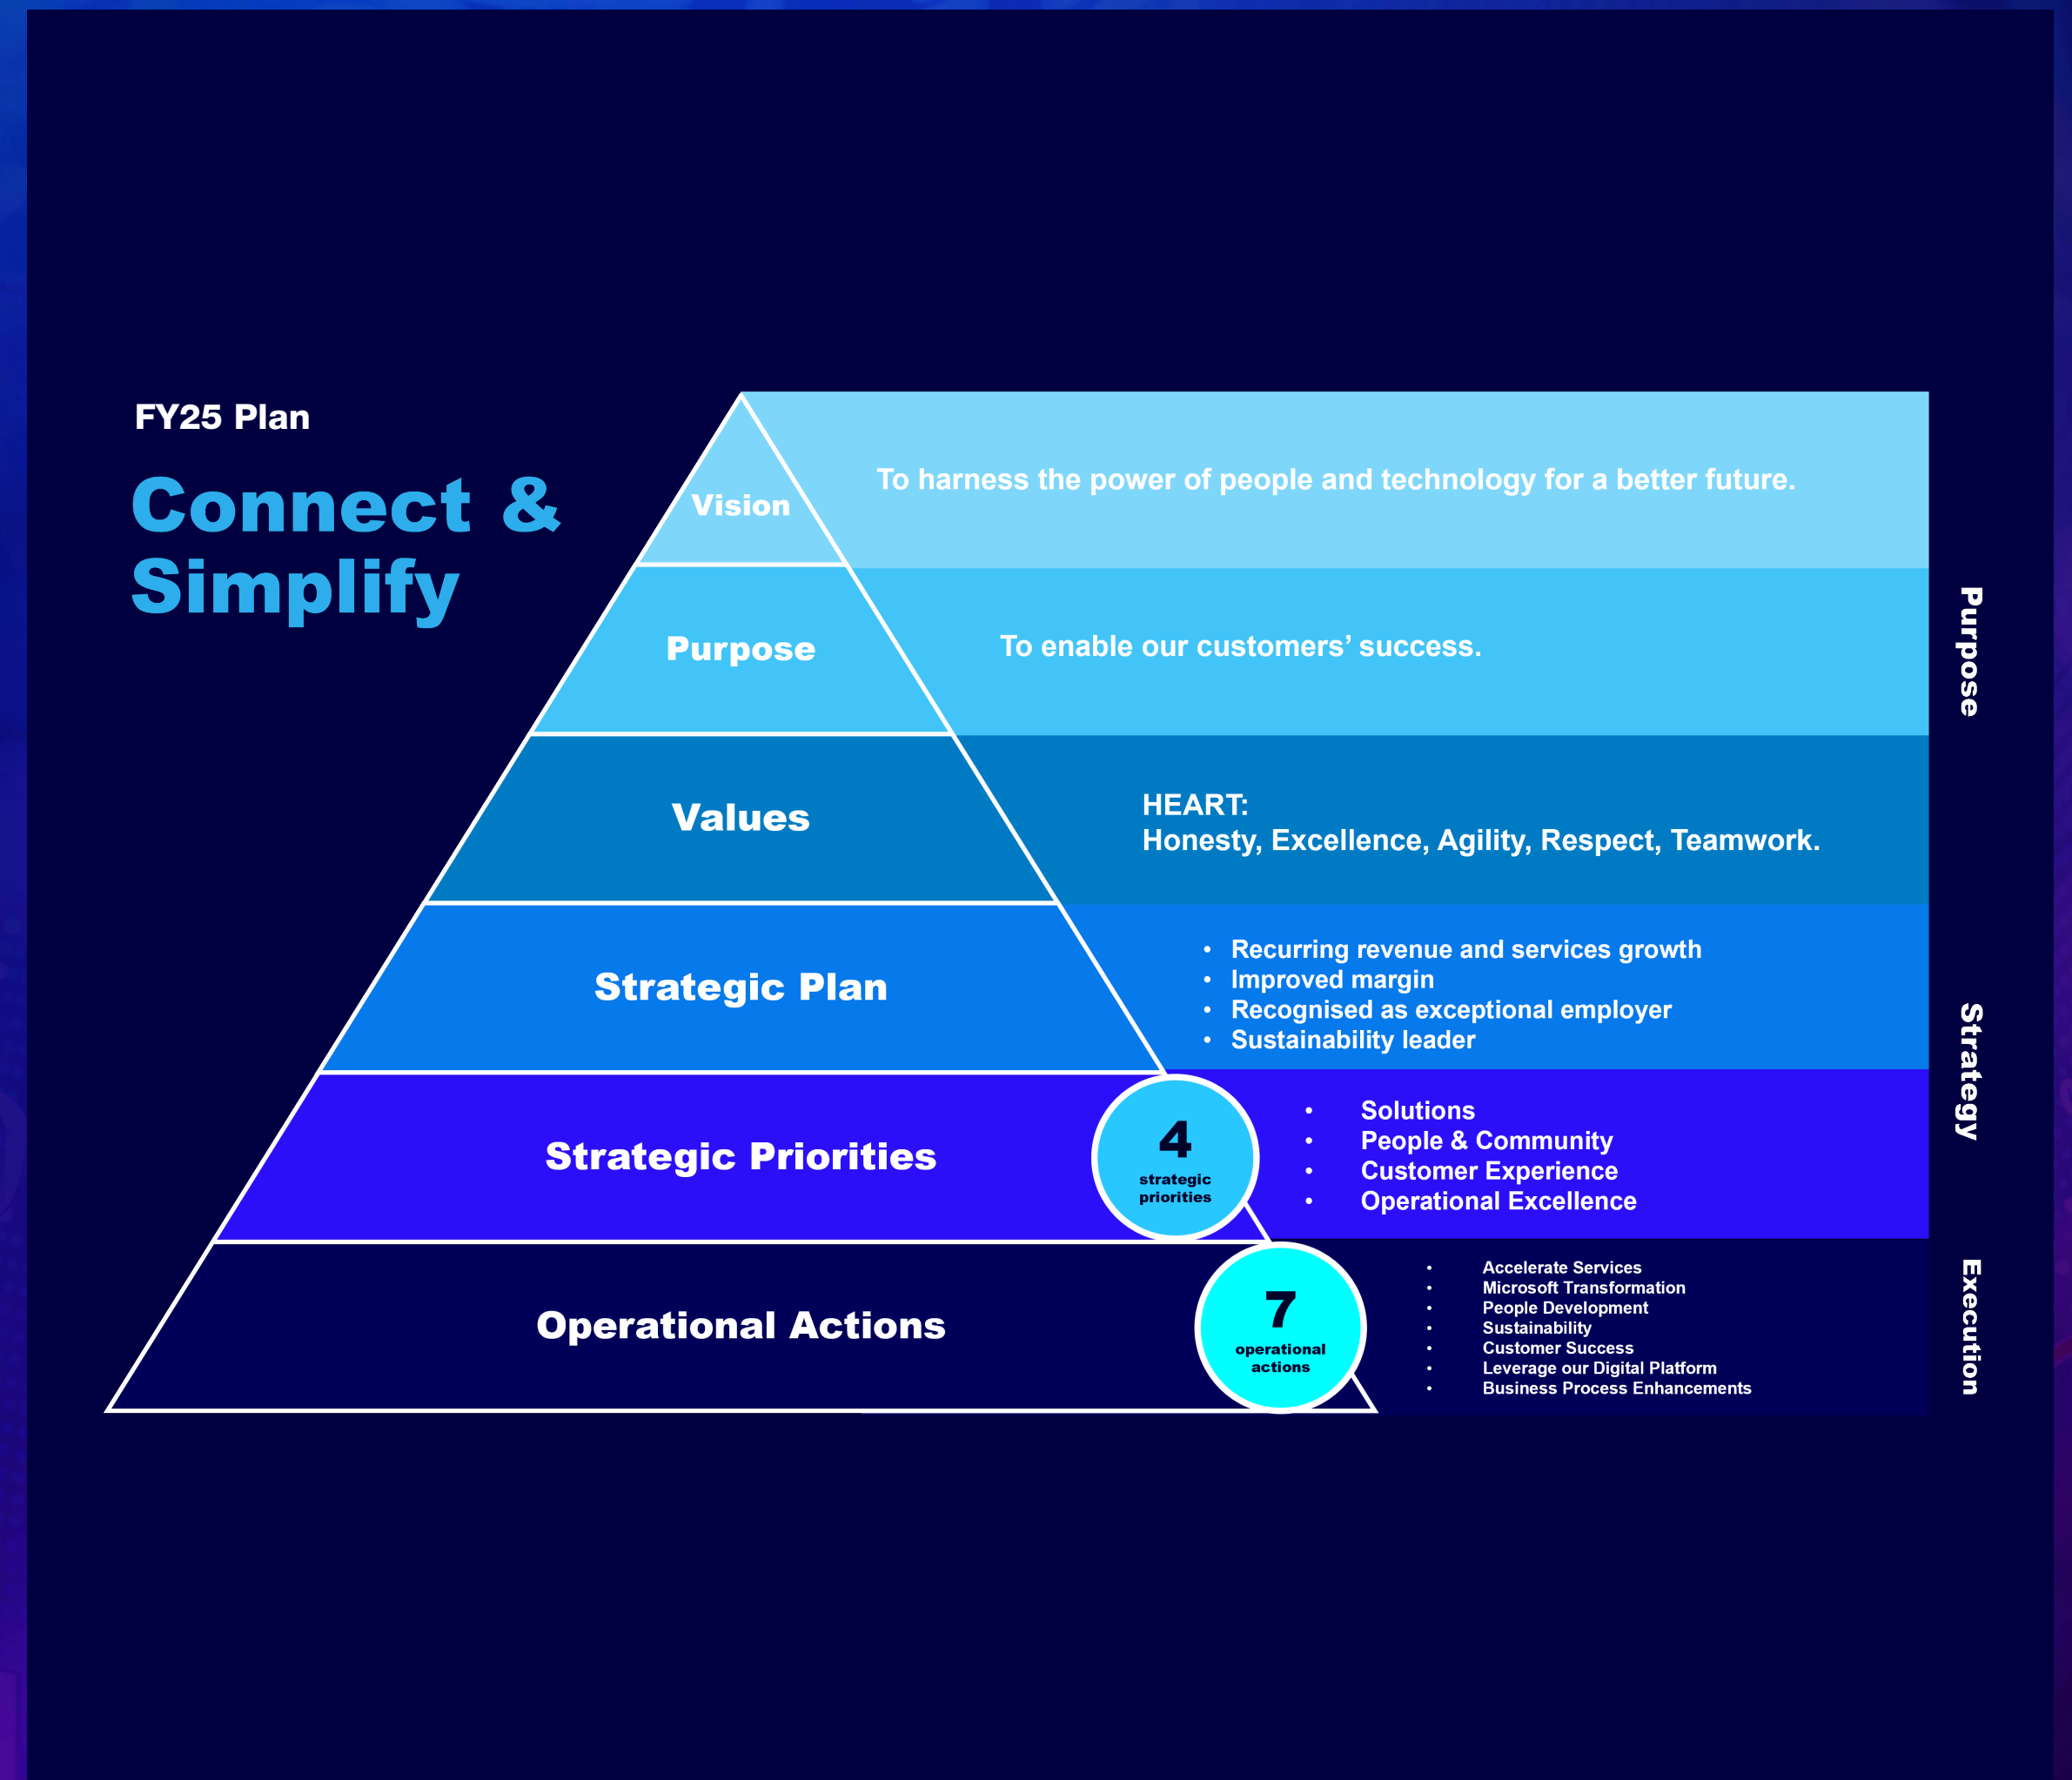 FY25 Plan
Connect &
Simplify
Vision
To harness the power of people and technology for a better future.
Purpose
To enable our customers’ success.
Purpose
Values
HEART:
Honesty, Excellence, Agility, Respect, Teamwork.
Strategic Plan
• Recurring revenue and services growth
• Improved margin
• Recognised as exceptional employer
• Sustainability leader
Strategy
Strategic Priorities
4
strategic
priorities
• Solutions
• People & Community
• Customer Experience
• Operational Excellence
Operational Actions
7
operational
actions
• Accelerate Services
• Microsoft Transformation
• People Development
• Sustainability
• Customer Success
• Leverage our Digital Platform
• Business Process Enhancements
Execution